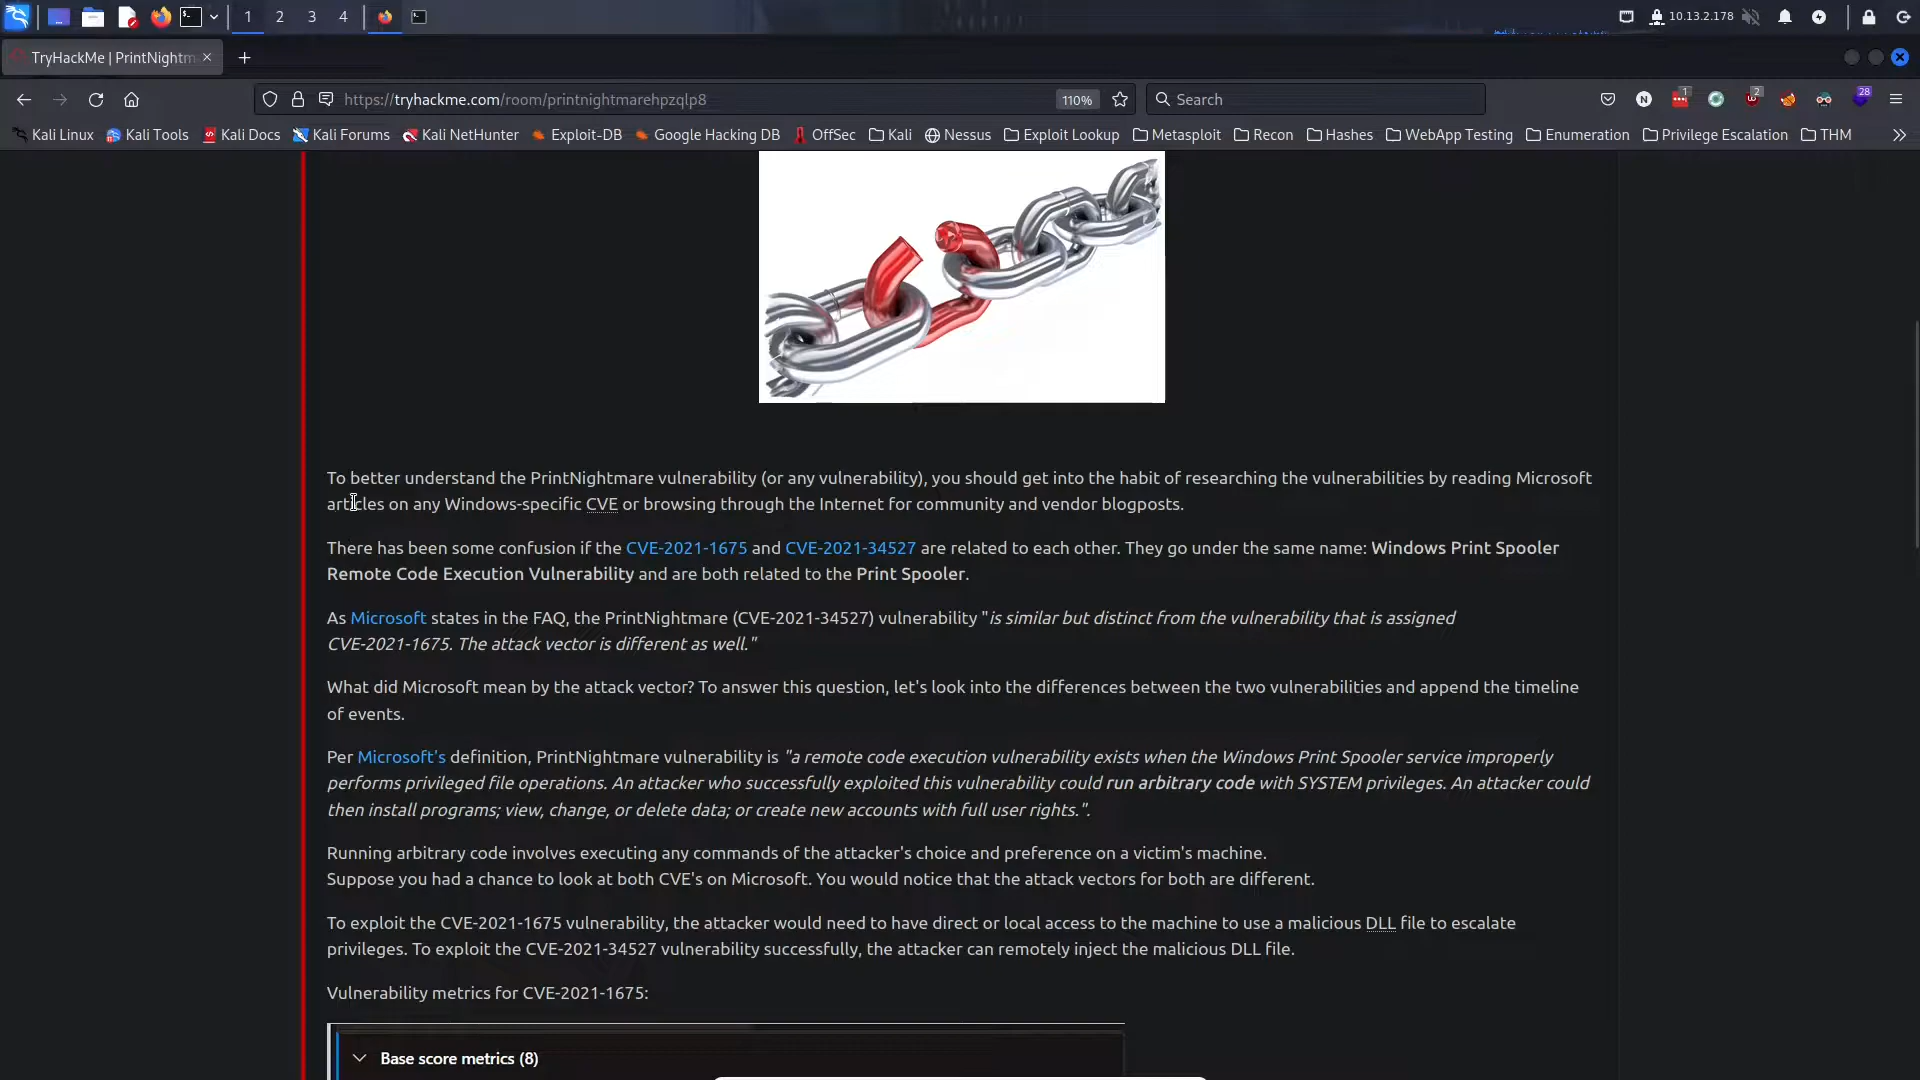 1 2 3 4
10.13.2.178
TryHackMe | PrintNightm
https://tryhackme.com/room/printnightmarehpzqlp8
110%
Search
1
2
28
Kali Linux
Kali Tools
Kali Docs
Kali Forums
Kali NetHunter
Exploit-DB
Google Hacking DB
OffSec
Kali
Nessus
Exploit Lookup
Metasploit
Recon
Hashes
WebApp Testing
Enumeration
Privilege Escalation
THM
To better understand the PrintNightmare vulnerability (or any vulnerability), you should get into the habit of researching the vulnerabilities by reading Microsoft
articles on any Windows-specific CVE or browsing through the Internet for community and vendor blogposts.
There has been some confusion if the CVE-2021-1675 and CVE-2021-34527 are related to each other. They go under the same name: Windows Print Spooler
Remote Code Execution Vulnerability and are both related to the Print Spooler.
As Microsoft states in the FAQ, the PrintNightmare (CVE-2021-34527) vulnerability "is similar but distinct from the vulnerability that is assigned
CVE-2021-1675. The attack vector is different as well."
What did Microsoft mean by the attack vector? To answer this question, let's look into the differences between the two vulnerabilities and append the timeline
of events.
Per Microsoft's definition, PrintNightmare vulnerability is "a remote code execution vulnerability exists when the Windows Print Spooler service improperly
performs privileged file operations. An attacker who successfully exploited this vulnerability could run arbitrary code with SYSTEM privileges. An attacker could
then install programs; view, change, or delete data; or create new accounts with full user rights.".
Running arbitrary code involves executing any commands of the attacker's choice and preference on a victim's machine.
Suppose you had a chance to look at both CVE's on Microsoft. You would notice that the attack vectors for both are different.
To exploit the CVE-2021-1675 vulnerability, the attacker would need to have direct or local access to the machine to use a malicious DLL file to escalate
privileges. To exploit the CVE-2021-34527 vulnerability successfully, the attacker can remotely inject the malicious DLL file.
Vulnerability metrics for CVE-2021-1675:
Base score metrics (8)